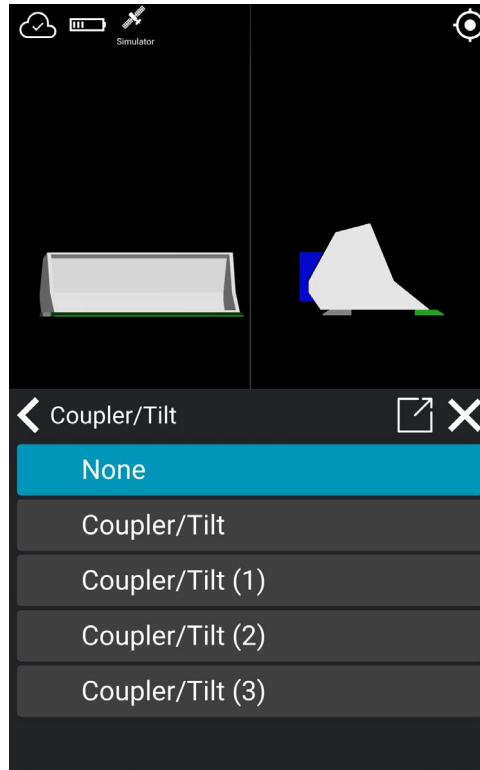 Simulator
Coupler/Tilt
None
Coupler/Tilt
Coupler/Tilt (1)
Coupler/Tilt (2)
Coupler/Tilt (3)